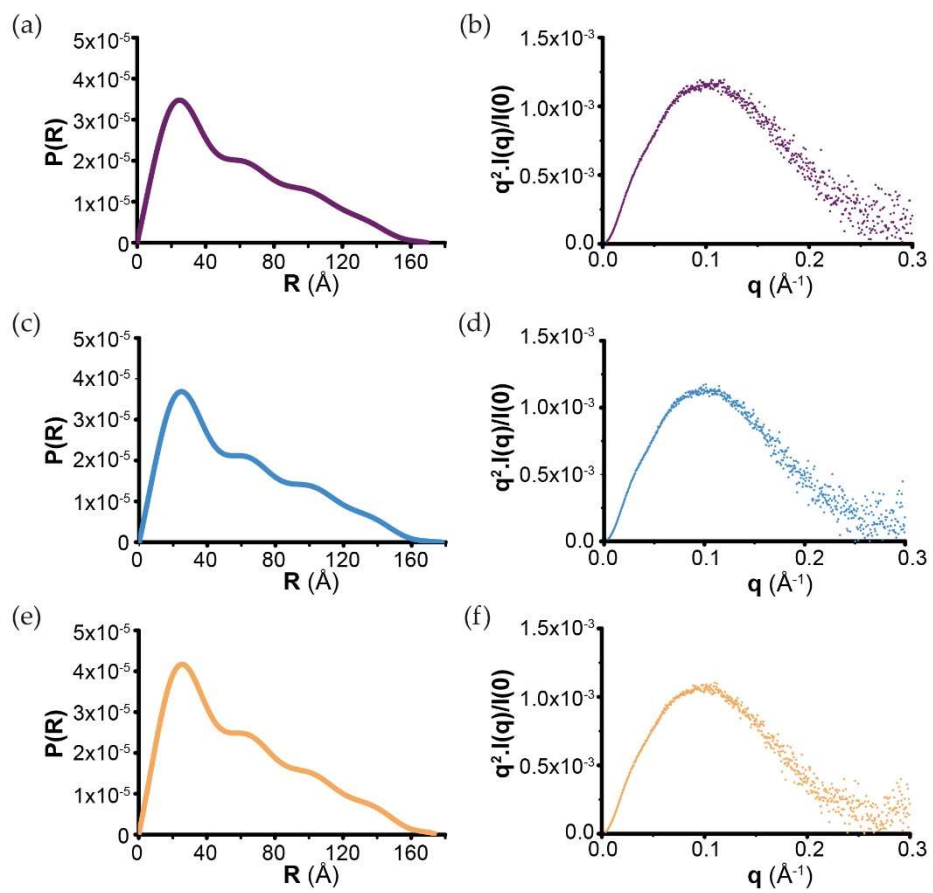 (a)
5x10⁻⁵
4x10⁻⁵
3x10⁻⁵
2x10⁻⁵
1x10⁻⁵
0
P(R)
0 40 80 120 160
R (Å)
(b)
1.5x10⁻³
1.0x10⁻³
0.5x10⁻³
0.0
q².I(q)/I(0)
0.0 0.1 0.2 0.3
q (Å⁻¹)
(c)
5x10⁻⁵
4x10⁻⁵
3x10⁻⁵
2x10⁻⁵
1x10⁻⁵
0
P(R)
0 40 80 120 160
R (Å)
(d)
1.5x10⁻³
1.0x10⁻³
0.5x10⁻³
0.0
q².I(q)/I(0)
0.0 0.1 0.2 0.3
q (Å⁻¹)
(e)
5x10⁻⁵
4x10⁻⁵
3x10⁻⁵
2x10⁻⁵
1x10⁻⁵
0
P(R)
0 40 80 120 160
R (Å)
(f)
1.5x10⁻³
1.0x10⁻³
0.5x10⁻³
0.0
q².I(q)/I(0)
0.0 0.1 0.2 0.3
q (Å⁻¹)